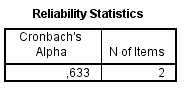 Reliability Statistics
Cronbach's
Alpha
N of Items
,633
2